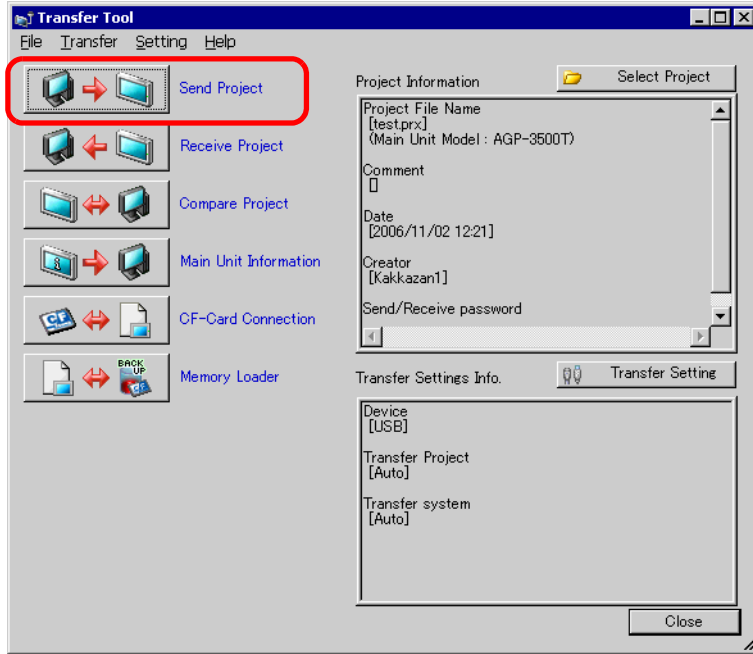 Transfer Tool
File Transfer Setting Help
Send Project
Receive Project
Compare Project
Main Unit Information
CF
CF-Card Connection
BACK
UP
CF
Memory Loader
Project Information
Select Project
Project File Name
[test.prx]
(Main Unit Model : AGP-3500T)
Comment
[]
Date
[2006/11/02 12:21]
Creator
[Kakkazan1]
Send/Receive password
Transfer Settings Info.
Transfer Setting
Device
[USB]
Transfer Project
[Auto]
Transfer system
[Auto]
Close